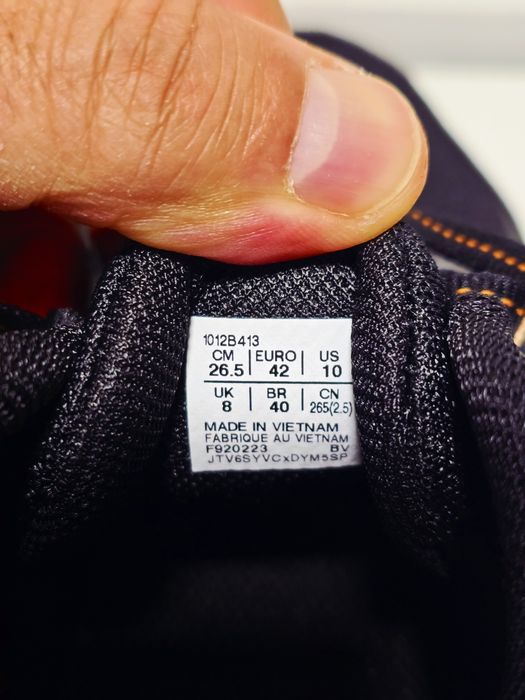 1012B413
CM | EURO | US
26.5 | 42 | 10
UK | BR | CN
8 | 40 | 265(2.5)
MADE IN VIETNAM
FABRIQUE AU VIETNAM
F920223 BV
JTV6SYVCxDYM5SP